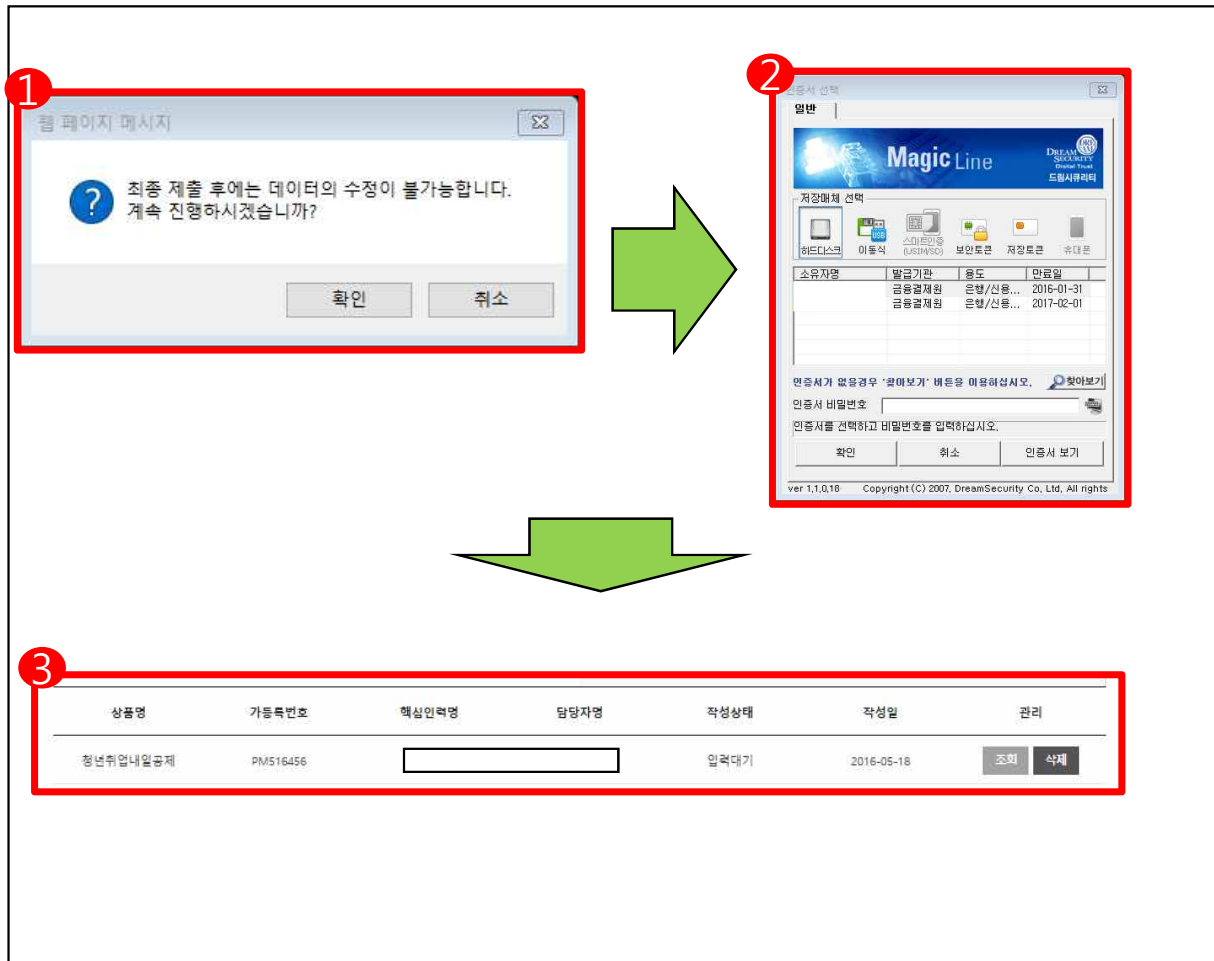 1
웹 페이지 메시지
최종 제출 후에는 데이터의 수정이 불가능합니다.
계속 진행하시겠습니까?
확인 취소
2
인증서 선택
일반
Magic Line
DREAM SECURITY
Digital Trust
드림시큐리티
저장매체 선택
하드디스크 이동식 스마트인증 (USIM/SD) 보안토큰 저장토큰 휴대폰
소유자명 발급기관 용도 만료일
금융결제원 은행/신용... 2016-01-31
금융결제원 은행/신용... 2017-02-01
인증서가 없을경우 '찾아보기' 버튼을 이용하십시오. 찾아보기
인증서 비밀번호
인증서를 선택하고 비밀번호를 입력하십시오.
확인 취소 인증서 보기
ver 1,1,0,18 Copyright (C) 2007, DreamSecurity Co, Ltd, All rights
3
상품명 가등록번호 핵심인력명 담당자명 작성상태 작성일 관리
청년취업내일공제 PM516456 입력대기 2016-05-18 조회 삭제